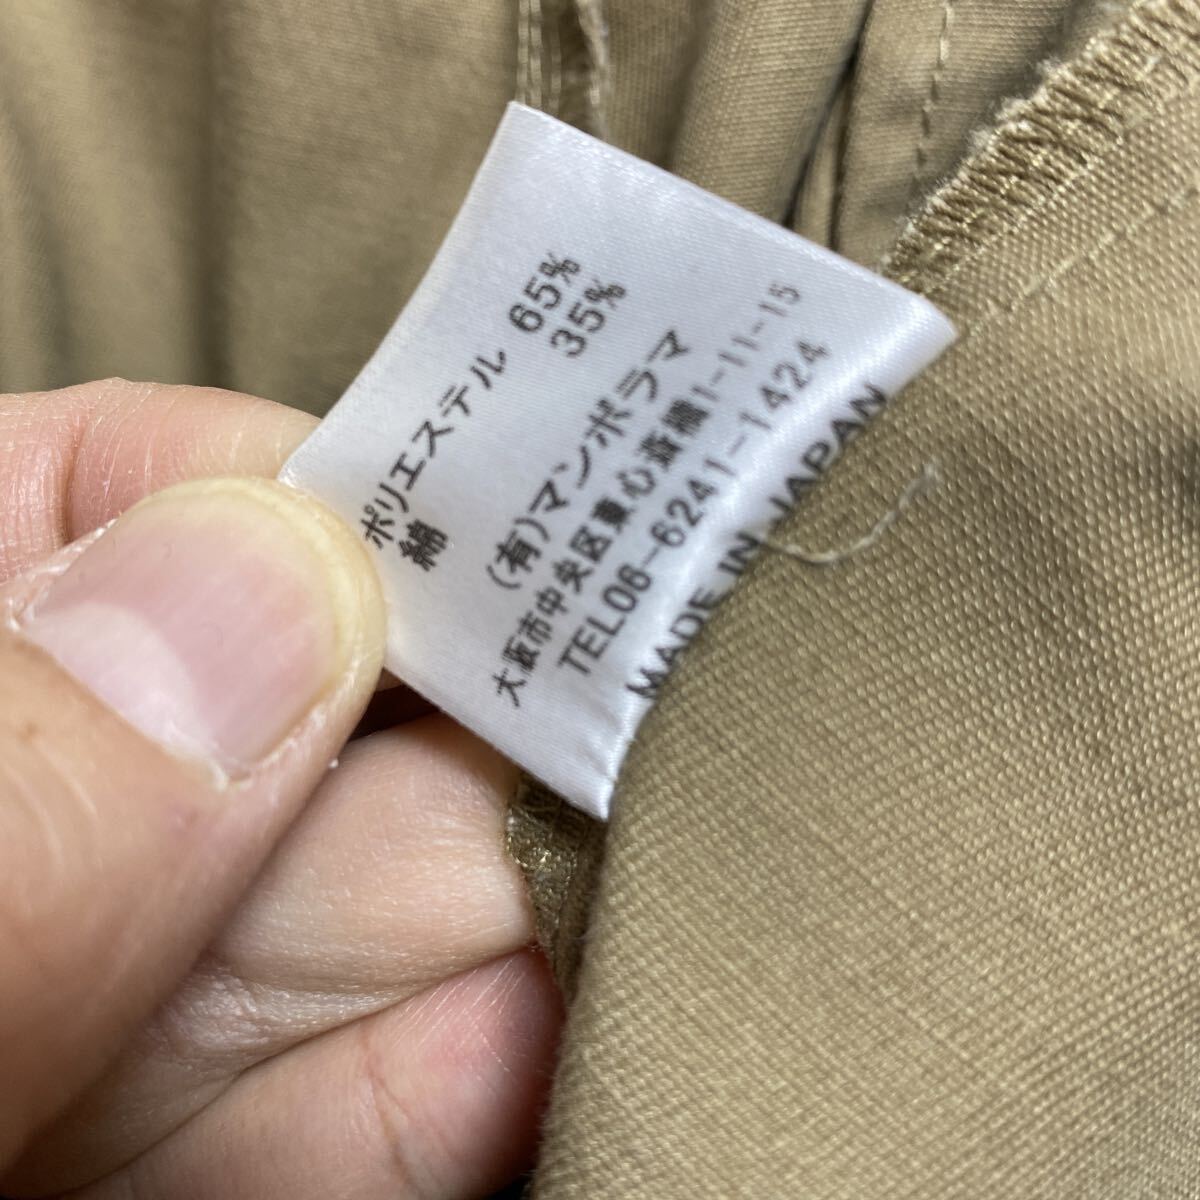 ポリエステル 65%
綿 35%
(有)マンボラマ
大阪市中央区東心斎橋1-11-15
TEL06-6241-1424
MADE IN JAPAN